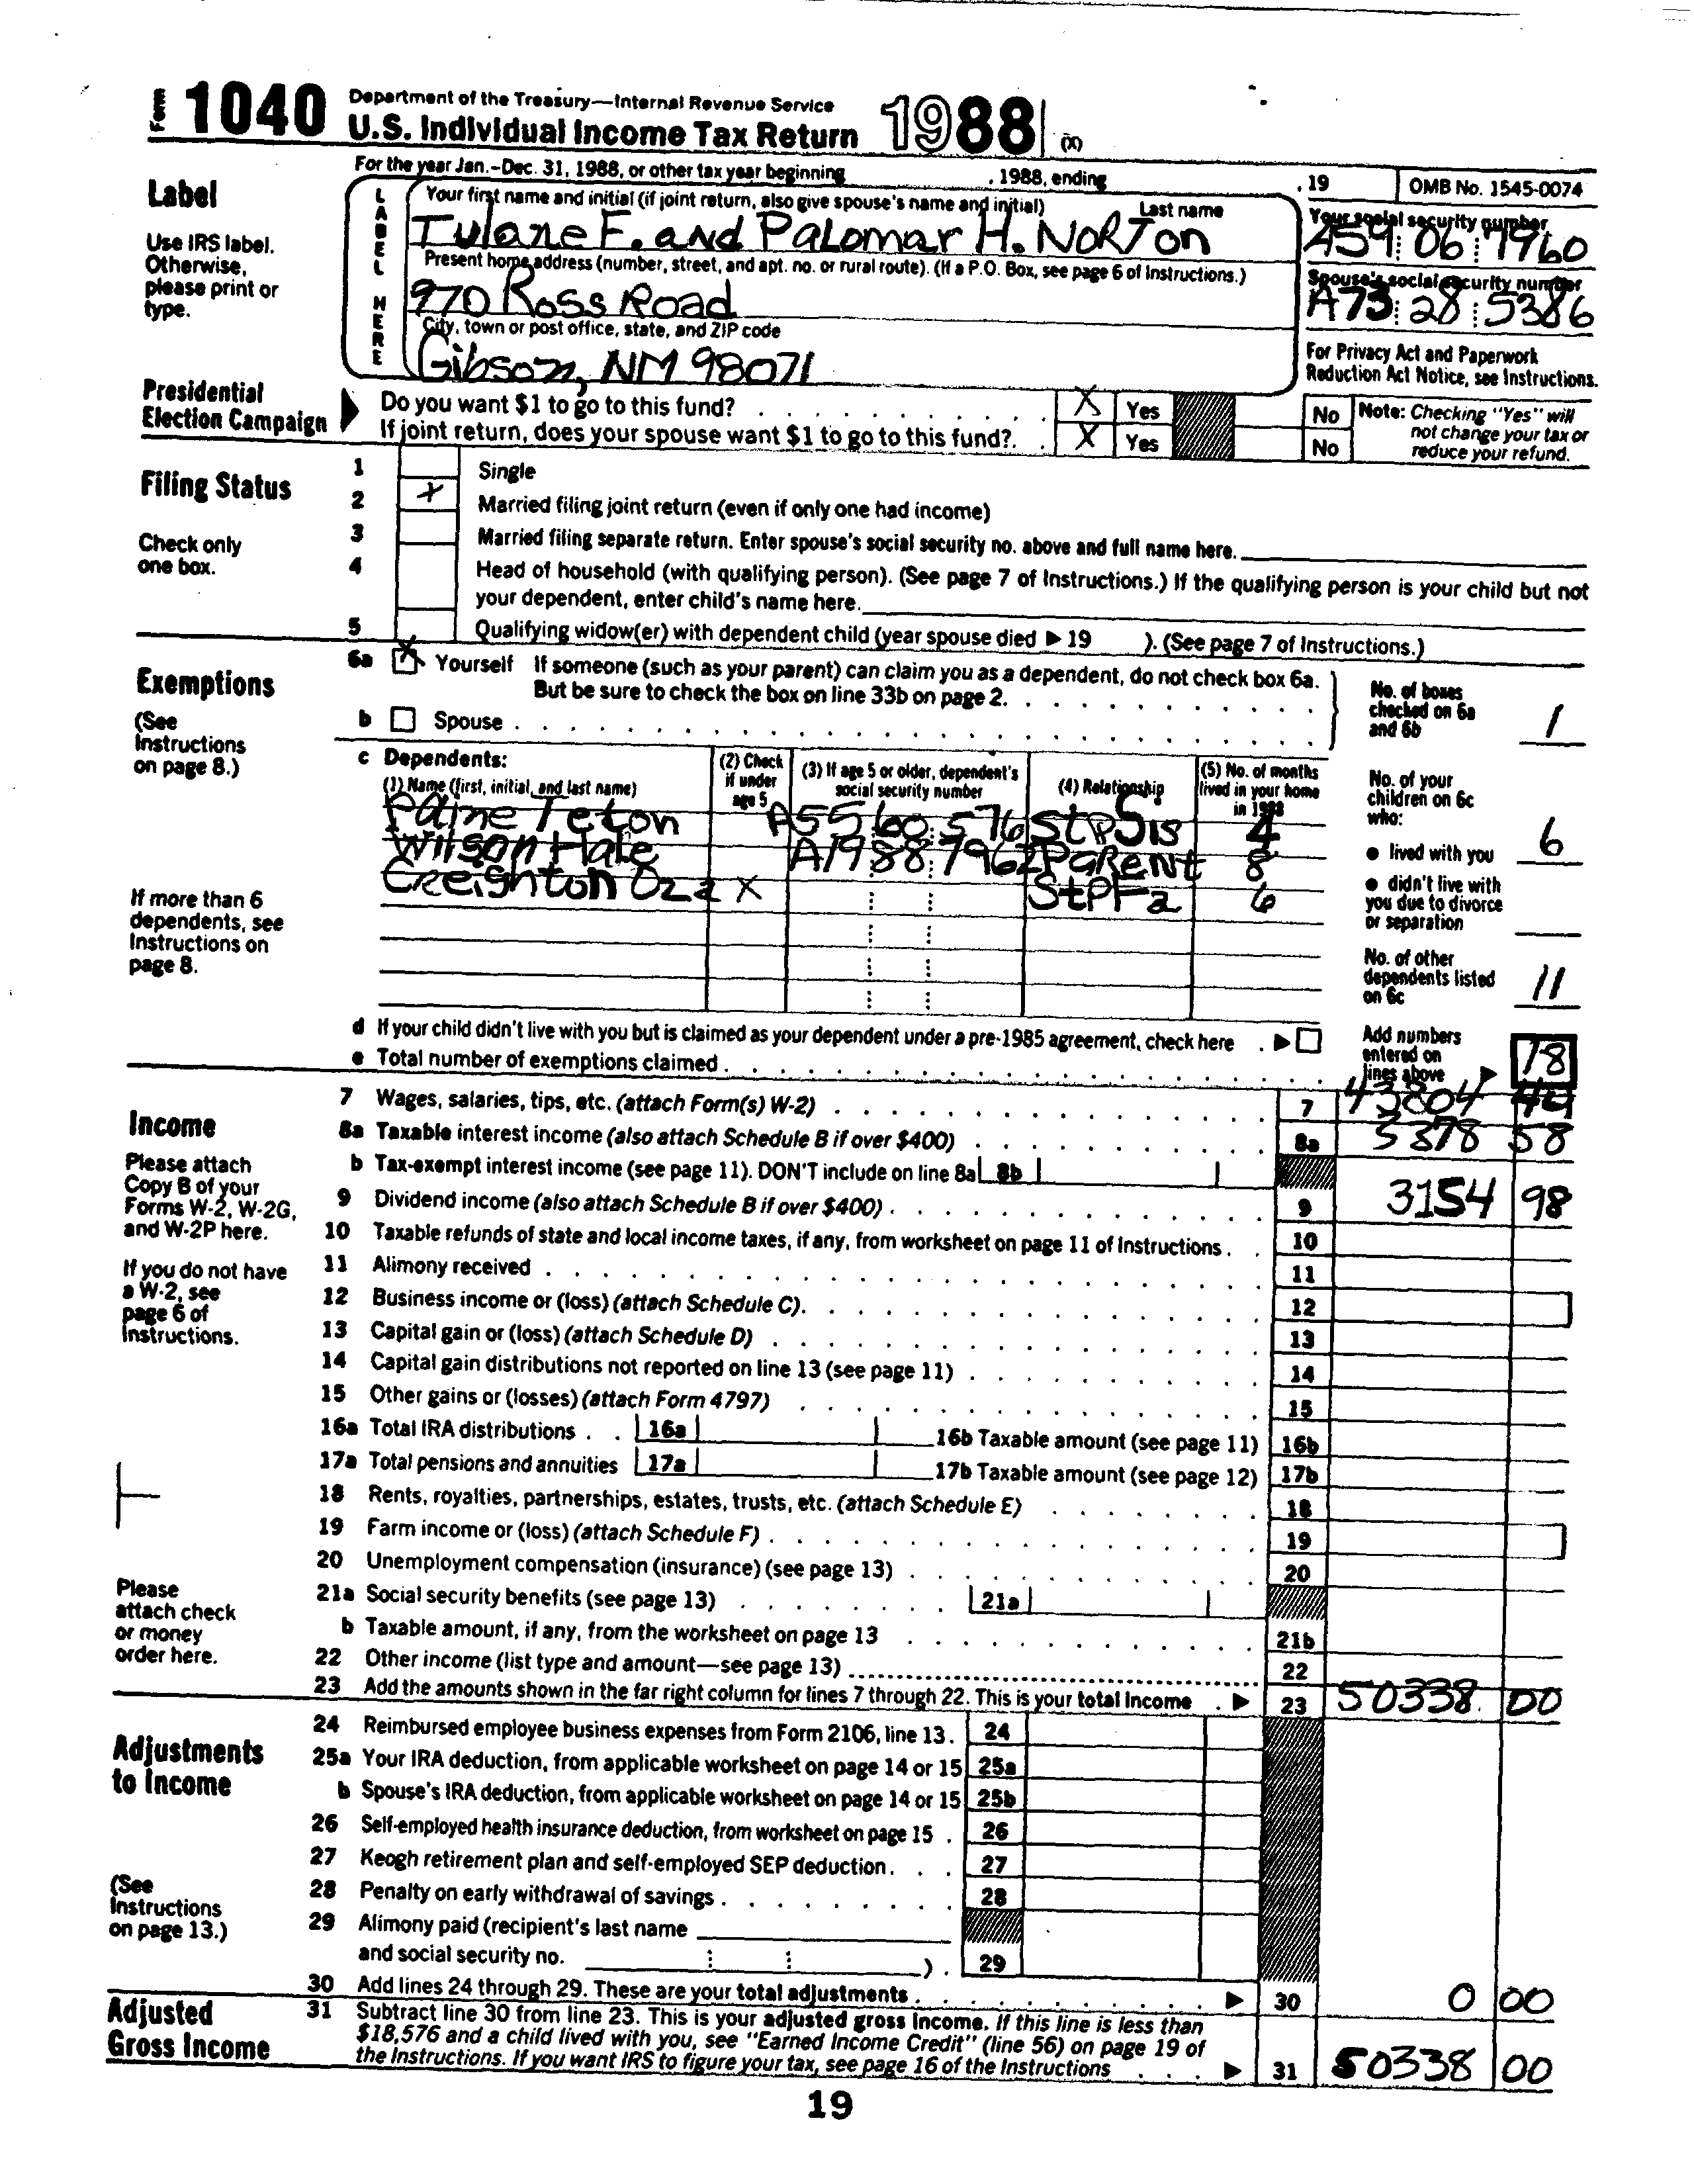 Form 1040 Department of the Treasury—Internal Revenue Service
U.S. Individual Income Tax Return 1988 (X)
For the year Jan.–Dec. 31, 1988, or other tax year beginning , 1988, ending , 19 OMB No. 1545-0074
Label
Use IRS label. Otherwise, please print or type.
LABEL HERE
Your first name and initial (if joint return, also give spouse's name and initial) Last name
Tulane F. and Palomar H. Norton
Your social security number
459 06 7960
Present home address (number, street, and apt. no. or rural route). (If a P.O. Box, see page 6 of Instructions.)
970 Ross Road
Spouse's social security number
A73 28 5386
City, town or post office, state, and ZIP code
Gibson, NM 98071
For Privacy Act and Paperwork Reduction Act Notice, see Instructions.
Presidential Election Campaign
Do you want $1 to go to this fund? X Yes No
If joint return, does your spouse want $1 to go to this fund? X Yes No
Note: Checking "Yes" will not change your tax or reduce your refund.
Filing Status
Check only one box.
1 Single
2 X Married filing joint return (even if only one had income)
3 Married filing separate return. Enter spouse's social security no. above and full name here.
4 Head of household (with qualifying person). (See page 7 of Instructions.) If the qualifying person is your child but not
your dependent, enter child's name here.
5 Qualifying widow(er) with dependent child (year spouse died ▶ 19 ). (See page 7 of Instructions.)
Exemptions
(See Instructions on page 8.)
6a X Yourself If someone (such as your parent) can claim you as a dependent, do not check box 6a.
But be sure to check the box on line 33b on page 2.
b Spouse
No. of boxes checked on 6a and 6b 1
c Dependents:
(1) Name (first, initial, and last name) (2) Check if under age 5 (3) If age 5 or older, dependent's social security number (4) Relationship (5) No. of months lived in your home in 1988
Paine Teton A55 60 576 StpSis 4
Wilson Hale A19 88 7962 Parent 8
Creighton Oza X StPFa 6
If more than 6 dependents, see Instructions on page 8.
No. of your children on 6c who:
● lived with you 6
● didn't live with you due to divorce or separation
No. of other dependents listed on 6c 11
d If your child didn't live with you but is claimed as your dependent under a pre-1985 agreement, check here ▶
e Total number of exemptions claimed
Add numbers entered on lines above ▶ 18
Income
Please attach Copy B of your Forms W-2, W-2G, and W-2P here.
If you do not have a W-2, see page 6 of Instructions.
Please attach check or money order here.
7 Wages, salaries, tips, etc. (attach Form(s) W-2) 7 43804 44
8a Taxable interest income (also attach Schedule B if over $400) 8a 3378 58
b Tax-exempt interest income (see page 11). DON'T include on line 8a 8b
9 Dividend income (also attach Schedule B if over $400) 9 3154 98
10 Taxable refunds of state and local income taxes, if any, from worksheet on page 11 of Instructions 10
11 Alimony received 11
12 Business income or (loss) (attach Schedule C) 12
13 Capital gain or (loss) (attach Schedule D) 13
14 Capital gain distributions not reported on line 13 (see page 11) 14
15 Other gains or (losses) (attach Form 4797) 15
16a Total IRA distributions 16a 16b Taxable amount (see page 11) 16b
17a Total pensions and annuities 17a 17b Taxable amount (see page 12) 17b
18 Rents, royalties, partnerships, estates, trusts, etc. (attach Schedule E) 18
19 Farm income or (loss) (attach Schedule F) 19
20 Unemployment compensation (insurance) (see page 13) 20
21a Social security benefits (see page 13) 21a
b Taxable amount, if any, from the worksheet on page 13 21b
22 Other income (list type and amount—see page 13) 22
23 Add the amounts shown in the far right column for lines 7 through 22. This is your total income ▶ 23 50338 00
Adjustments to Income
(See Instructions on page 13.)
24 Reimbursed employee business expenses from Form 2106, line 13. 24
25a Your IRA deduction, from applicable worksheet on page 14 or 15 25a
b Spouse's IRA deduction, from applicable worksheet on page 14 or 15 25b
26 Self-employed health insurance deduction, from worksheet on page 15 26
27 Keogh retirement plan and self-employed SEP deduction 27
28 Penalty on early withdrawal of savings 28
29 Alimony paid (recipient's last name
and social security no. ) 29
30 Add lines 24 through 29. These are your total adjustments ▶ 30 0 00
Adjusted Gross Income
31 Subtract line 30 from line 23. This is your adjusted gross income. If this line is less than
$18,576 and a child lived with you, see "Earned Income Credit" (line 56) on page 19 of
the Instructions. If you want IRS to figure your tax, see page 16 of the Instructions ▶ 31 50338 00
19